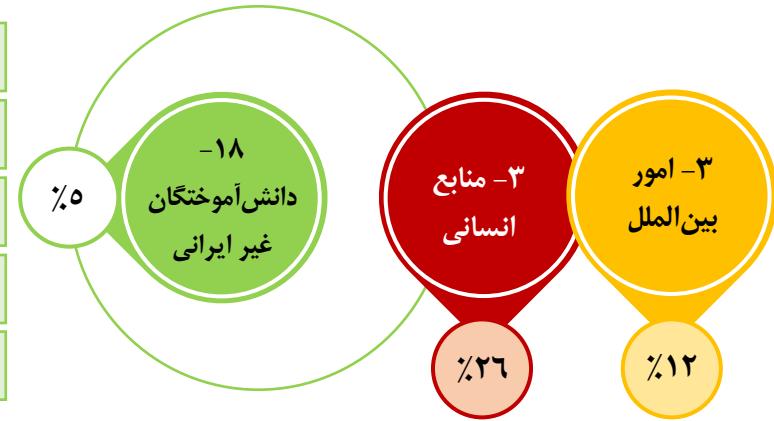 ۳- امور
بین‌الملل
٪۱۲
۳- منابع
انسانی
٪۲۶
۱۸-
دانش‌آموختگان
غیر ایرانی
٪۵